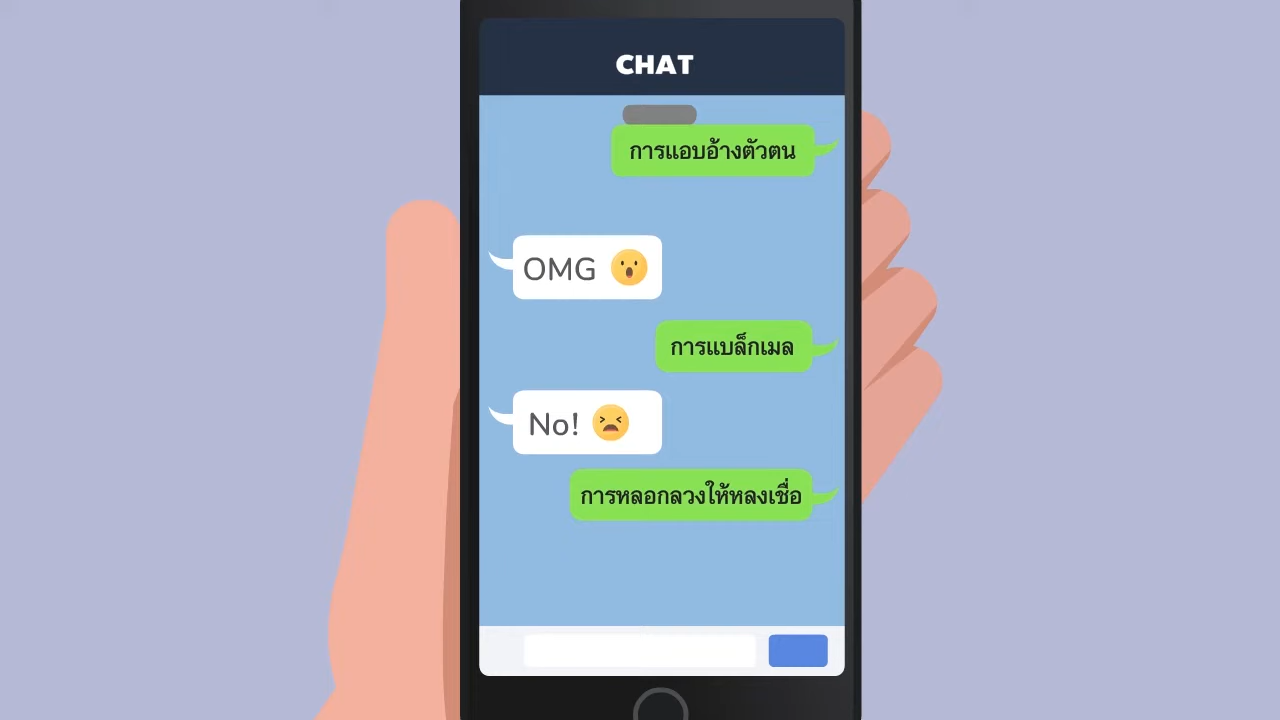 CHAT
การแอบอ้างตัวตน
OMG 😮
การแบล็กเมล
No! 😫
การหลอกลวงให้หลงเชื่อ